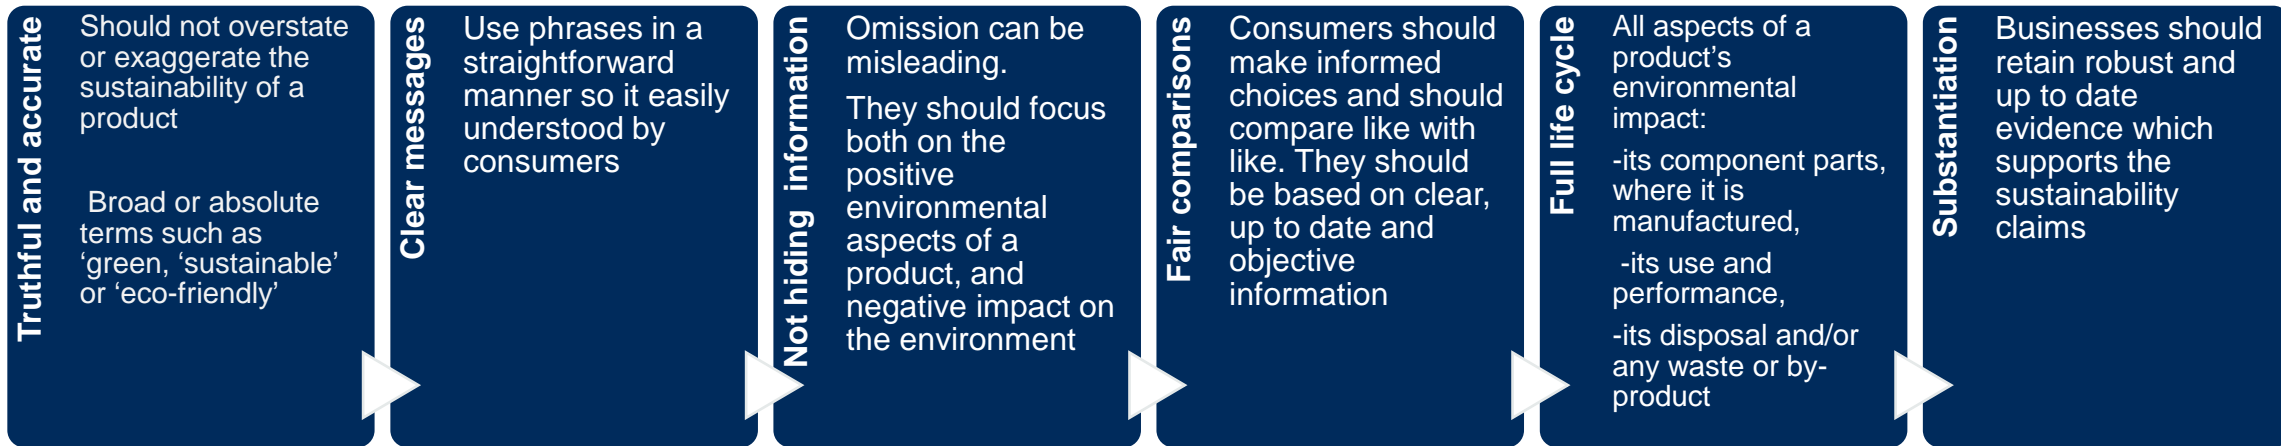 Truthful and accurate
Should not overstate
or exaggerate the
sustainability of a
product
Broad or absolute
terms such as
‘green, ‘sustainable’
or ‘eco-friendly’
Clear messages
Use phrases in a
straightforward
manner so it easily
understood by
consumers
Not hiding information
Omission can be
misleading.
They should focus
both on the
positive
environmental
aspects of a
product, and
negative impact on
the environment
Fair comparisons
Consumers should
make informed
choices and should
compare like with
like. They should
be based on clear,
up to date and
objective
information
Full life cycle
All aspects of a
product’s
environmental
impact:
-its component parts,
where it is
manufactured,
-its use and
performance,
-its disposal and/or
any waste or by-
product
Substantiation
Businesses should
retain robust and
up to date
evidence which
supports the
sustainability
claims